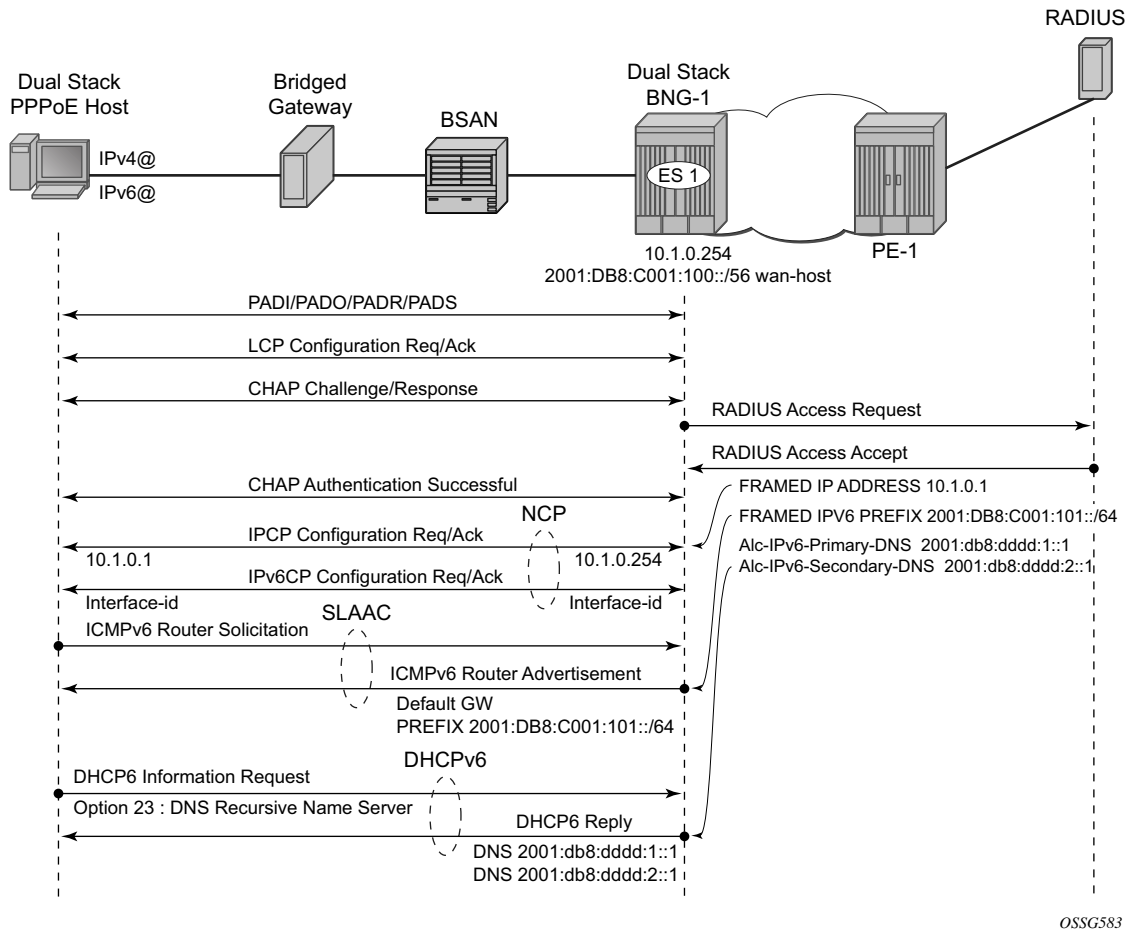 RADIUS
Dual Stack
PPPoE Host
Bridged
Gateway
BSAN
Dual Stack
BNG-1
IPv4@
IPv6@
ES 1
PE-1
10.1.0.254
2001:DB8:C001:100::/56 wan-host
PADI/PADO/PADR/PADS
LCP Configuration Req/Ack
CHAP Challenge/Response
RADIUS Access Request
RADIUS Access Accept
CHAP Authentication Successful
FRAMED IP ADDRESS 10.1.0.1
NCP
FRAMED IPV6 PREFIX 2001:DB8:C001:101::/64
IPCP Configuration Req/Ack
Alc-IPv6-Primary-DNS 2001:db8:dddd:1::1
10.1.0.1
10.1.0.254
Alc-IPv6-Secondary-DNS 2001:db8:dddd:2::1
IPv6CP Configuration Req/Ack
Interface-id
Interface-id
SLAAC
ICMPv6 Router Solicitation
ICMPv6 Router Advertisement
Default GW
PREFIX 2001:DB8:C001:101::/64
DHCPv6
DHCP6 Information Request
Option 23 : DNS Recursive Name Server
DHCP6 Reply
DNS 2001:db8:dddd:1::1
DNS 2001:db8:dddd:2::1
OSSG583